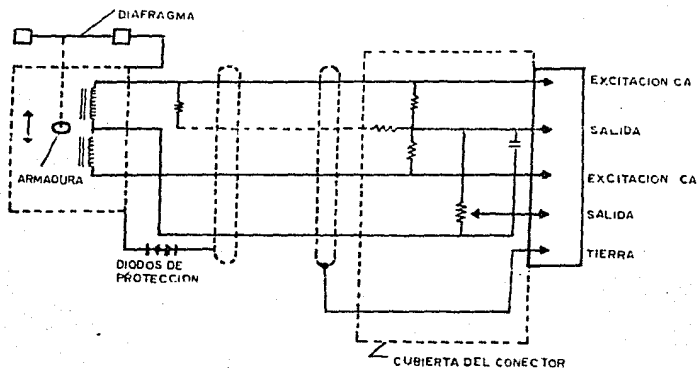 DIAFRAGMA
EXCITACION CA
SALIDA
ARMADURA
EXCITACION CA
SALIDA
TIERRA
DIODOS DE
PROTECCION
CUBIERTA DEL CONECTOR